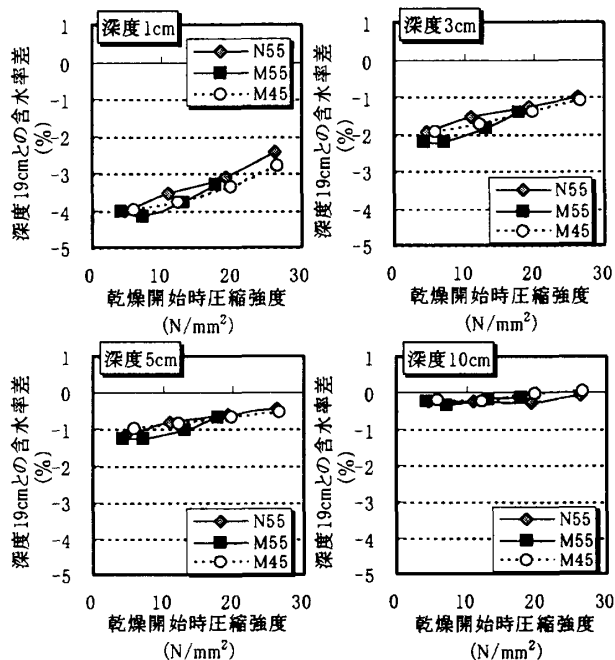 深度1cm
N55
M55
M45
深度19cmとの含水率差
(%)
1
0
-1
-2
-3
-4
-5
0 10 20 30
乾燥開始時圧縮強度
(N/mm²)
深度3cm
N55
M55
M45
深度19cmとの含水率差
(%)
1
0
-1
-2
-3
-4
-5
0 10 20 30
乾燥開始時圧縮強度
(N/mm²)
深度5cm
N55
M55
M45
深度19cmとの含水率差
(%)
1
0
-1
-2
-3
-4
-5
0 10 20 30
乾燥開始時圧縮強度
(N/mm²)
深度10cm
N55
M55
M45
深度19cmとの含水率差
(%)
1
0
-1
-2
-3
-4
-5
0 10 20 30
乾燥開始時圧縮強度
(N/mm²)